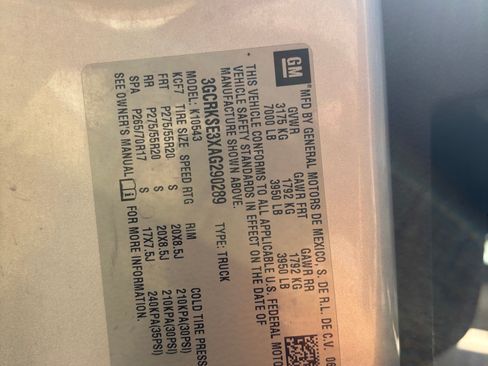 GM MFD BY GENERAL MOTORS DE MEXICO, S. DE R.L. DE C.V. 06
GVWR GAWR FRT GAWR RR
3175 KG 1792 KG 1792 KG
7000 LB 3950 LB 3950 LB
THIS VEHICLE CONFORMS TO ALL APPLICABLE U.S. FEDERAL MOTO
VEHICLE SAFETY STANDARDS IN EFFECT ON THE DATE OF
MANUFACTURE SHOWN ABOVE.
3GCRKSE3XAG290289 TYPE: TRUCK
K10543
KCF7 TIRE SIZE SPEED RTG RIM COLD TIRE PRESS
FRT P275/55R20 S 20X8.5J 210KPA(30PSI)
RR P275/55R20 S 20X8.5J 210KPA(30PSI)
SPA P265/70R17 S 17X7.5J 240KPA(35PSI)
SEE OWNER'S MANUAL FOR MORE INFORMATION.